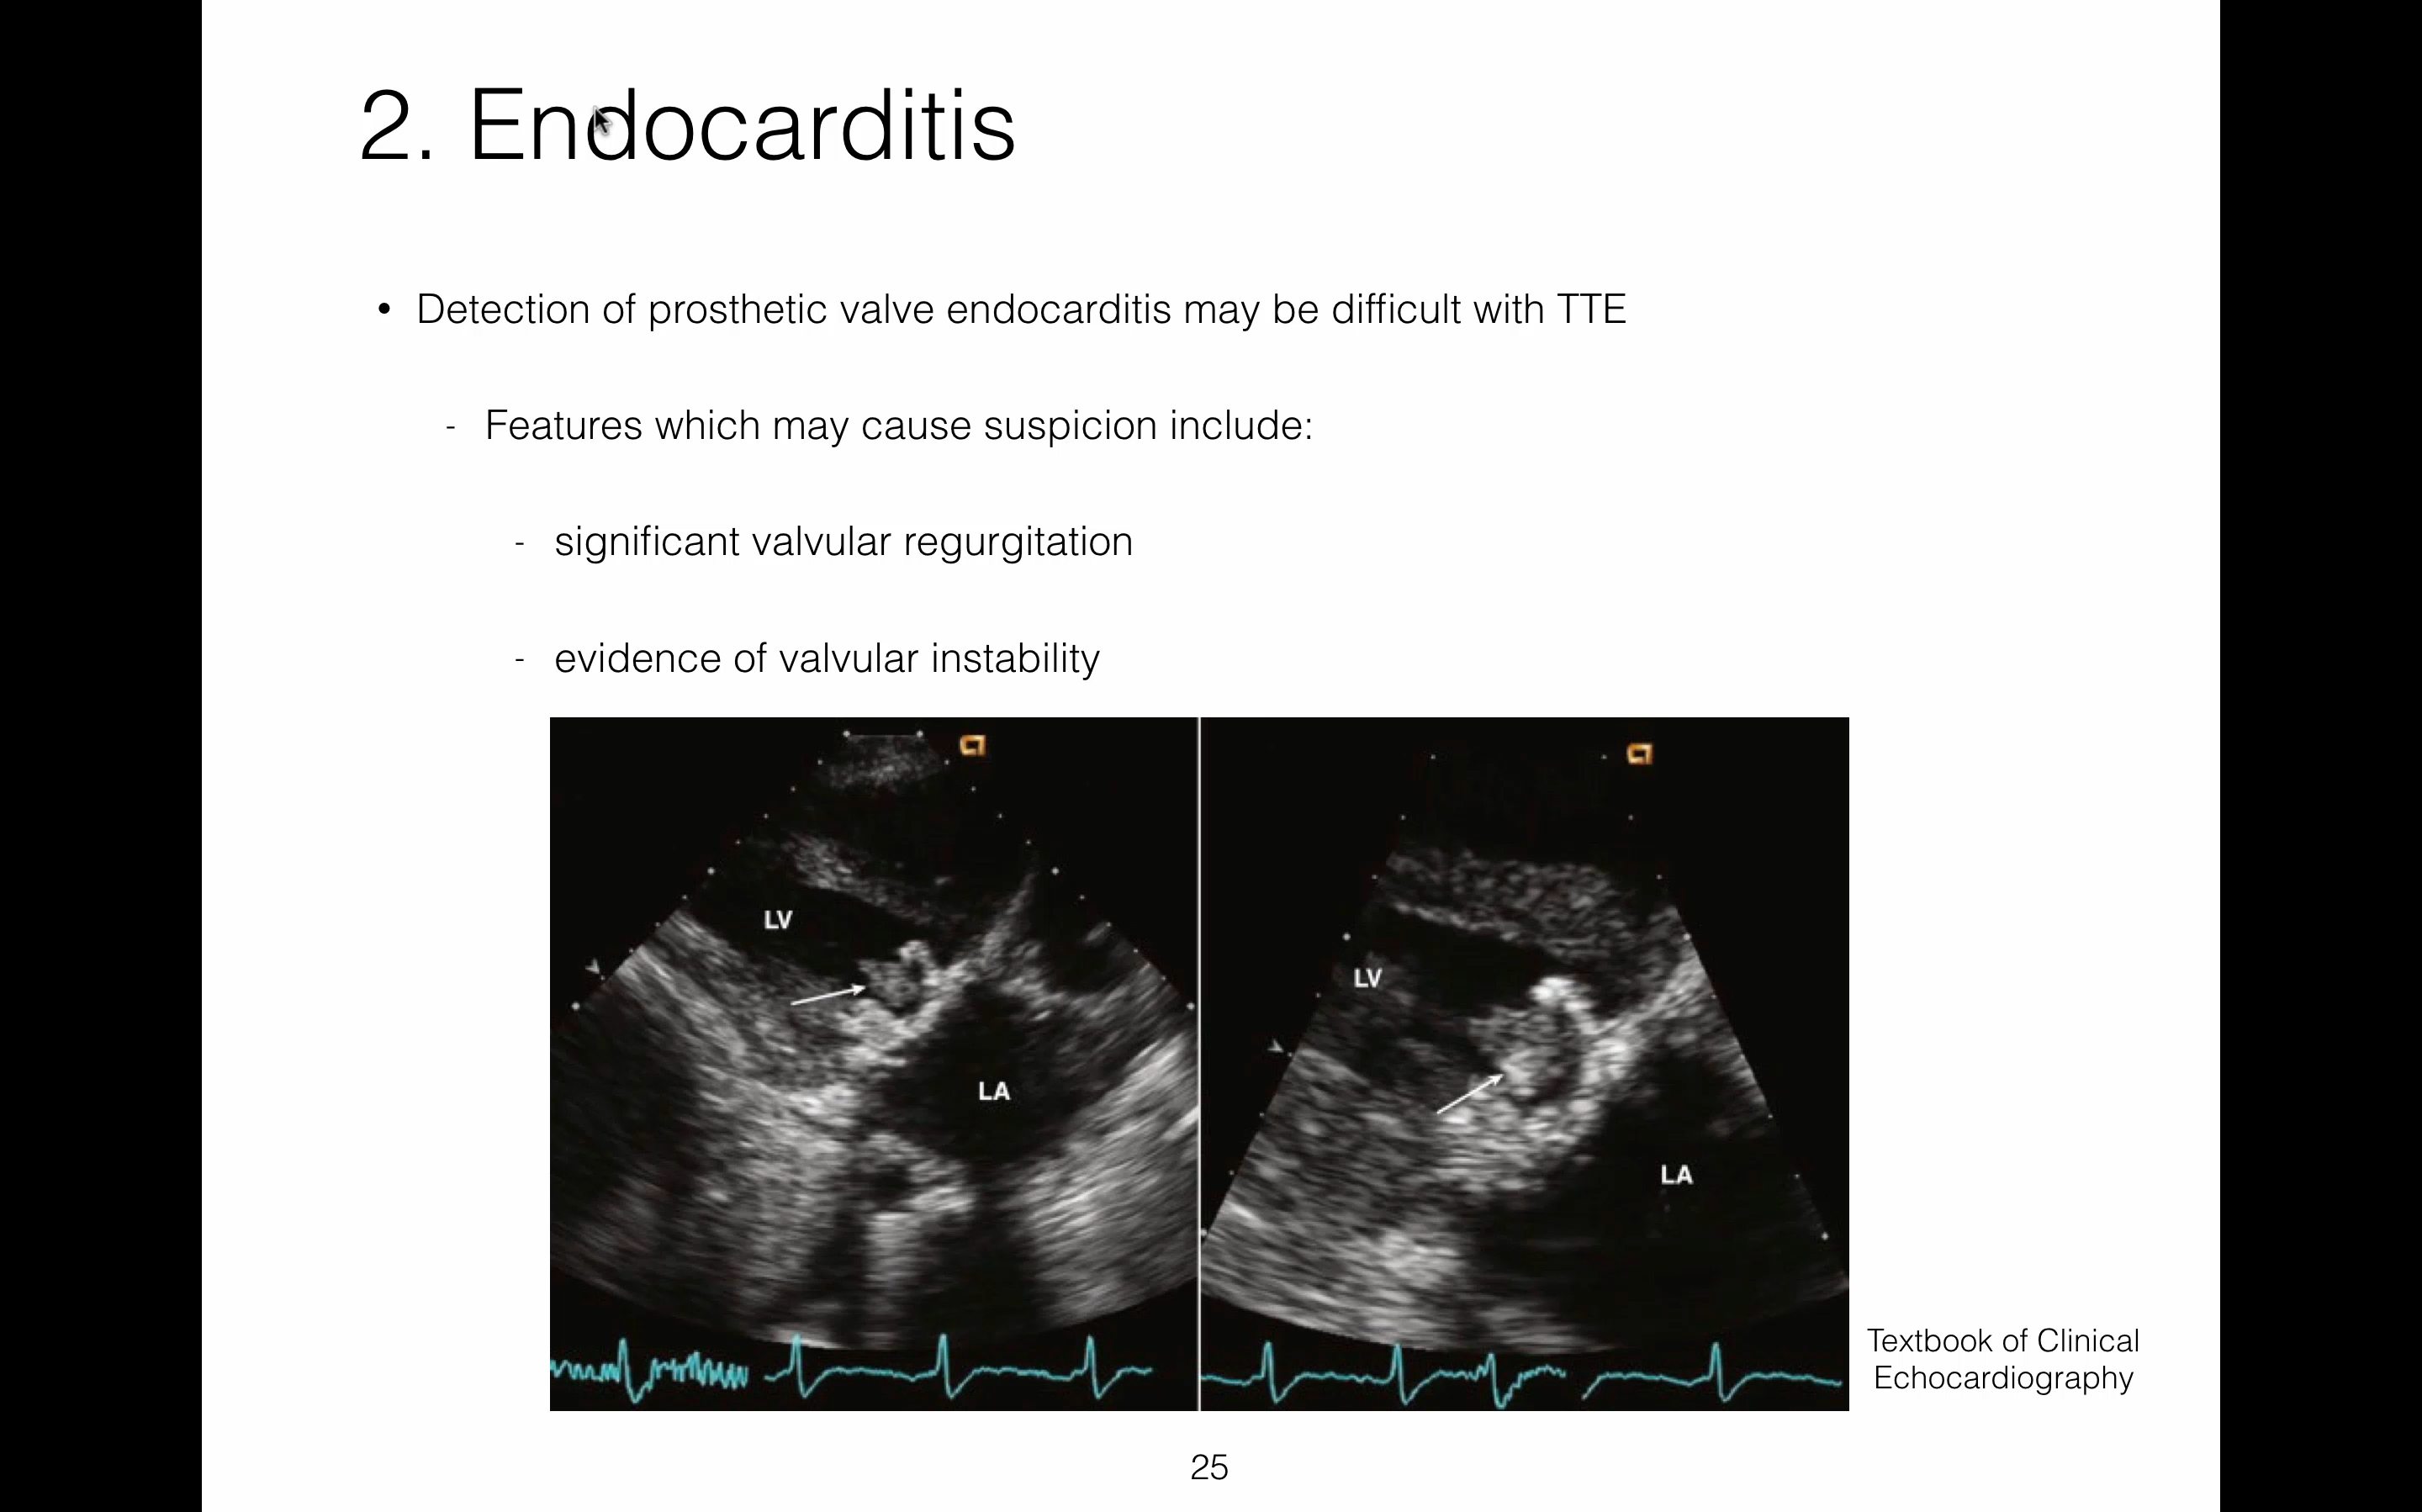 2. Endocarditis
• Detection of prosthetic valve endocarditis may be difficult with TTE
- Features which may cause suspicion include:
- significant valvular regurgitation
- evidence of valvular instability
LV
LA
LV
LA
Textbook of Clinical
Echocardiography
25